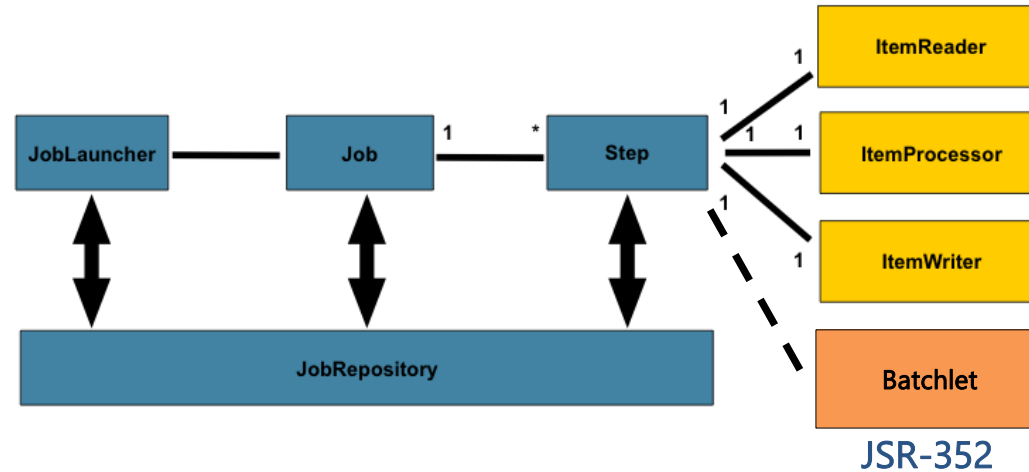 ItemReader
1
1
JobLauncher
Job
1
*
Step
1
1
ItemProcessor
1
ItemWriter
1
JobRepository
Batchlet
JSR-352